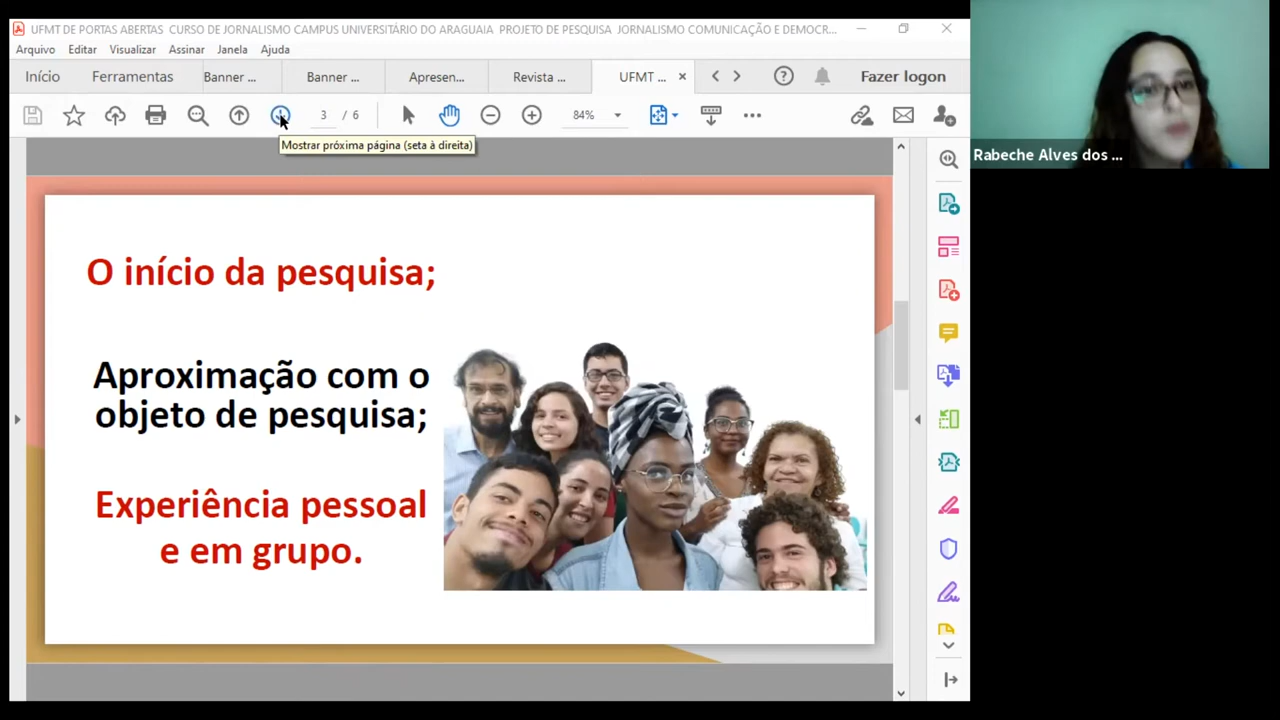 UFMT DE PORTAS ABERTAS CURSO DE JORNALISMO CAMPUS UNIVERSITÁRIO DO ARAGUAIA PROJETO DE PESQUISA JORNALISMO COMUNICAÇÃO E DEMOCR...
Arquivo Editar Visualizar Assinar Janela Ajuda
Início Ferramentas Banner ... Banner ... Apresen... Revista ... UFMT ... Fazer logon
3 / 6 84%
Mostrar próxima página (seta à direita)
Rabeche Alves dos ...
O início da pesquisa;
Aproximação com o
objeto de pesquisa;
Experiência pessoal
e em grupo.